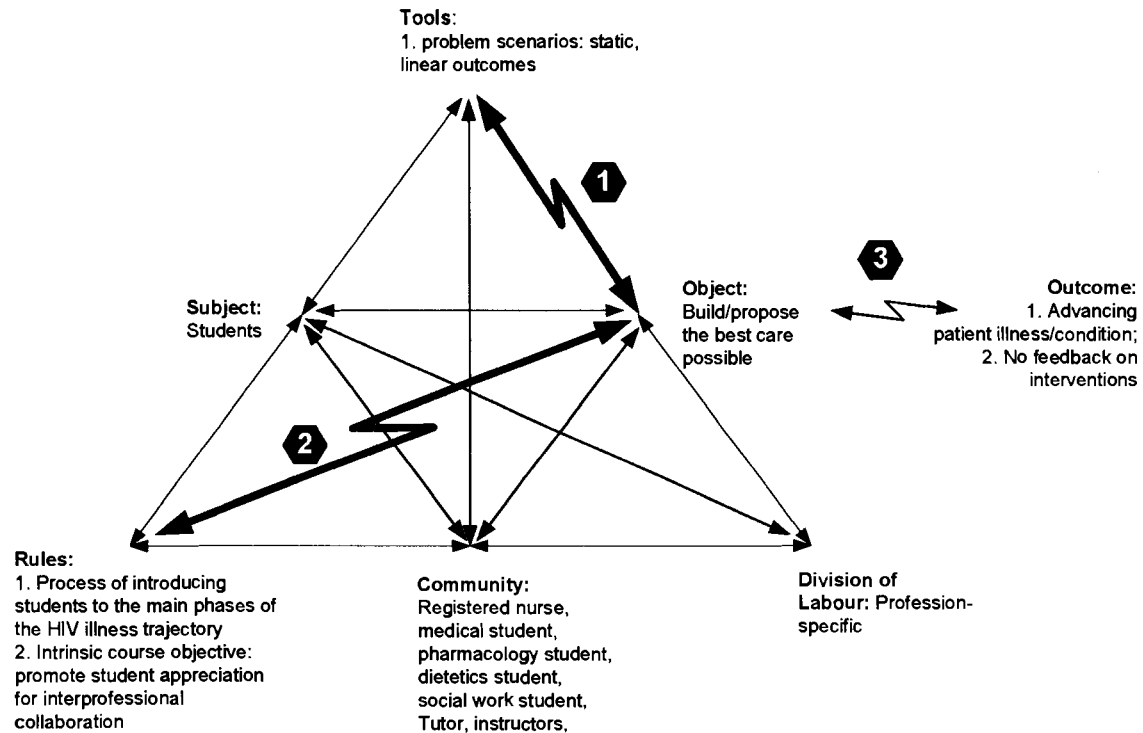 Tools:
1. problem scenarios: static,
linear outcomes
1
3
Subject:
Students
Object:
Build/propose
the best care
possible
Outcome:
1. Advancing
patient illness/condition;
2. No feedback on
interventions
2
Rules:
1. Process of introducing
students to the main phases of
the HIV illness trajectory
2. Intrinsic course objective:
promote student appreciation
for interprofessional
collaboration
Community:
Registered nurse,
medical student,
pharmacology student,
dietetics student,
social work student,
Tutor, instructors,
Division of
Labour: Profession-
specific